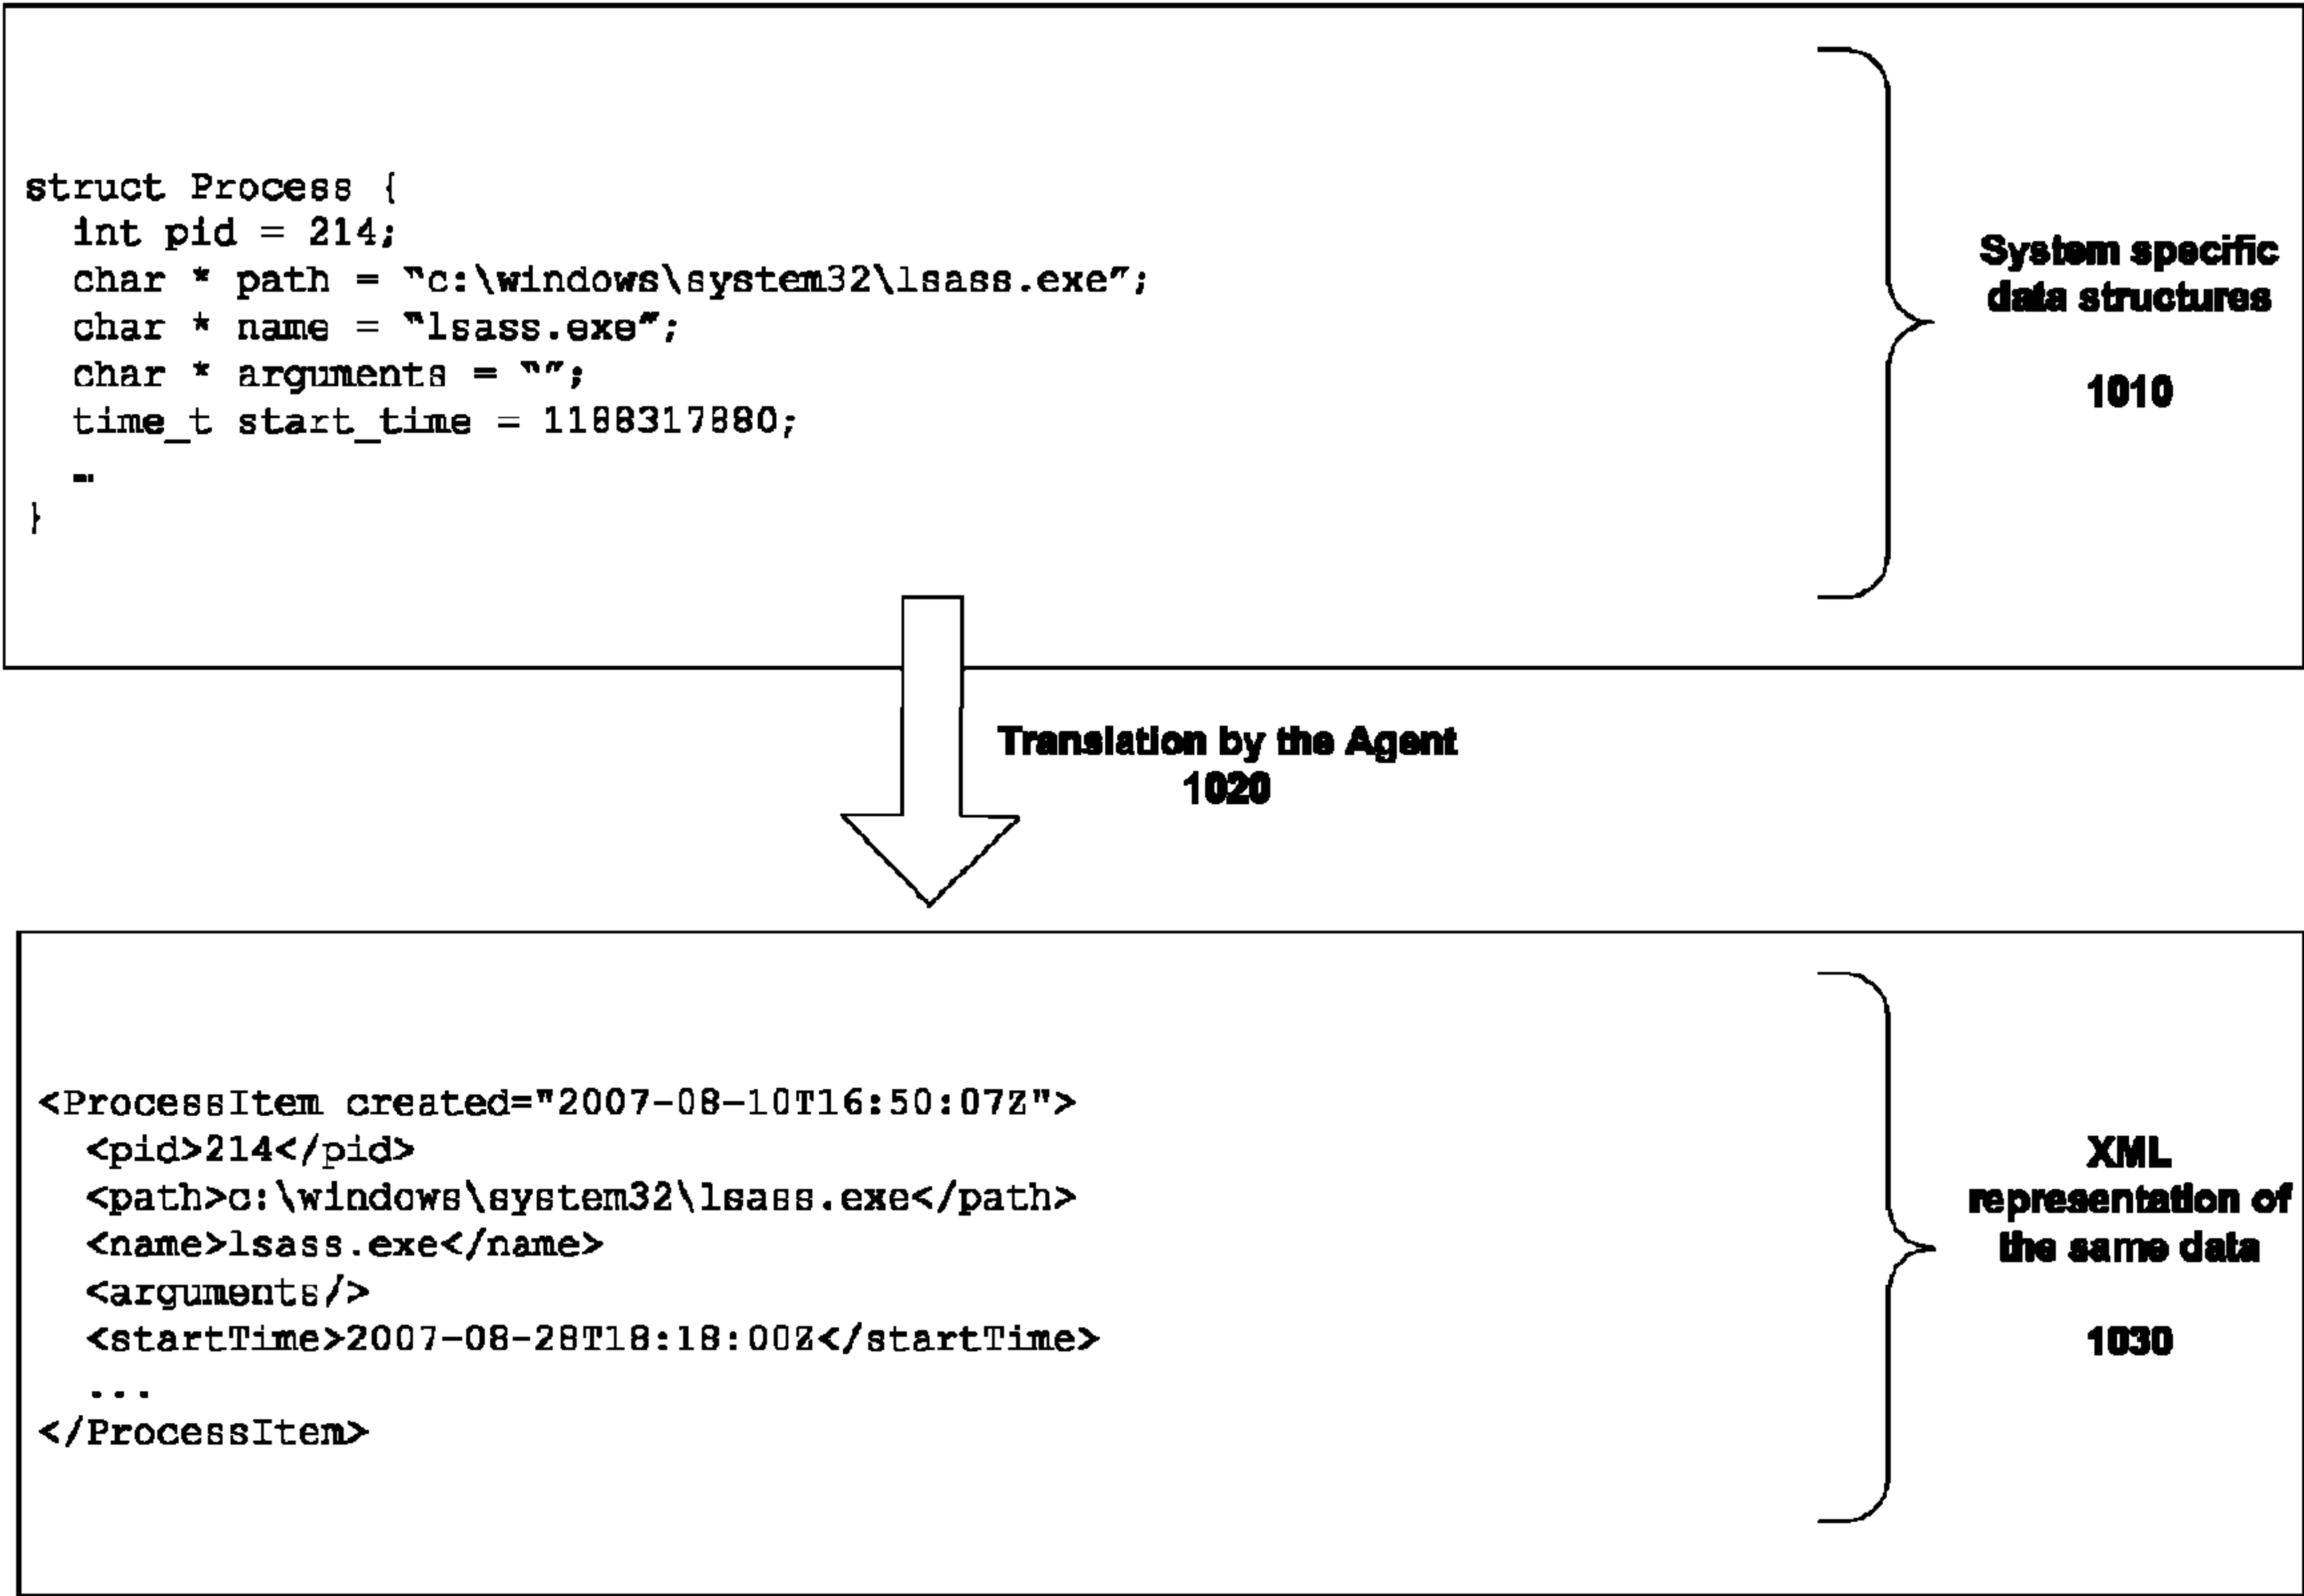 struct Process {
int pid = 214;
char * path = "c:\windows\system32\lsass.exe";
char * name = "lsass.exe";
char * arguments = "";
time_t start_time = 1188317880;
…
}
System specific
data structures
1010
Translation by the Agent
1020
<ProcessItem created="2007-08-10T16:50:07Z">
<pid>214</pid>
<path>c:\windows\system32\lsass.exe</path>
<name>lsass.exe</name>
<arguments/>
<startTime>2007-08-28T18:18:00Z</startTime>
...
</ProcessItem>
XML
representation of
the same data
1030